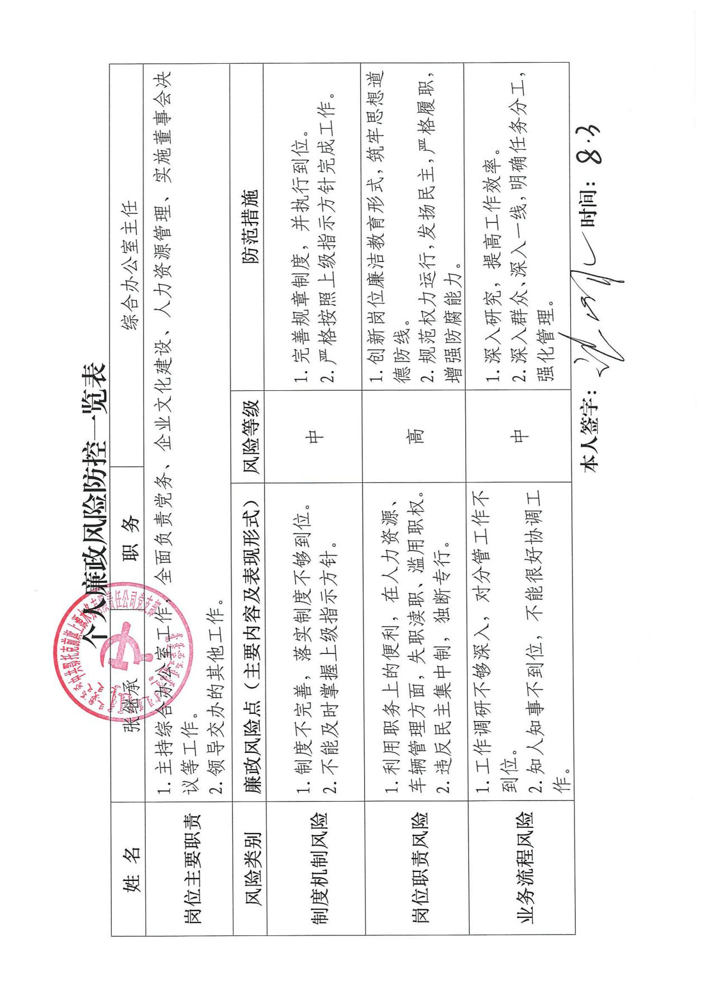 个人廉政风险防控一览表
姓 名
张继承
职 务
综合办公室主任
岗位主要职责
1.主持综合办公室工作，全面负责党务、企业文化建设、人力资源管理、实施董事会决
议等工作。
2.领导交办的其他工作。
风险类别
廉政风险点（主要内容及表现形式）
风险等级
防范措施
制度机制风险
1.制度不完善，落实制度不够到位。
2.不能及时掌握上级指示方针。
中
1.完善规章制度，并执行到位。
2.严格按照上级指示方针完成工作。
岗位职责风险
1.利用职务上的便利，在人力资源、
车辆管理方面，失职渎职、滥用职权。
2.违反民主集中制，独断专行。
高
1.创新岗位廉洁教育形式，筑牢思想道
德防线。
2.规范权力运行，发扬民主，严格履职，
增强防腐能力。
业务流程风险
1.工作调研不够深入，对分管工作不
到位。
2.知人知事不到位，不能很好协调工
作。
中
1.深入研究，提高工作效率。
2.深入群众、深入一线，明确任务分工，
强化管理。
本人签字：
时间：8.3